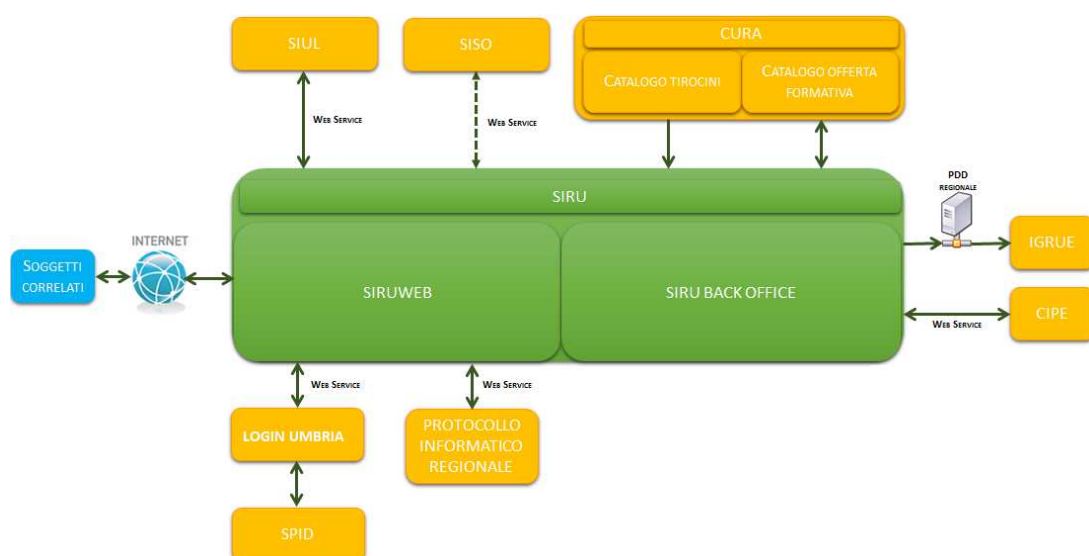 SIUL
SISO
CURA
CATALOGO TIROCINI
CATALOGO OFFERTA
FORMATIVA
WEB SERVICE
WEB SERVICE
SIRU
PDD
REGIONALE
INTERNET
SOGGETTI
CORRELATI
SIRUWEB
SIRU BACK OFFICE
IGRUE
CIPE
WEB SERVICE
WEB SERVICE
WEB SERVICE
LOGIN UMBRIA
PROTOCOLLO
INFORMATICO
REGIONALE
SPID